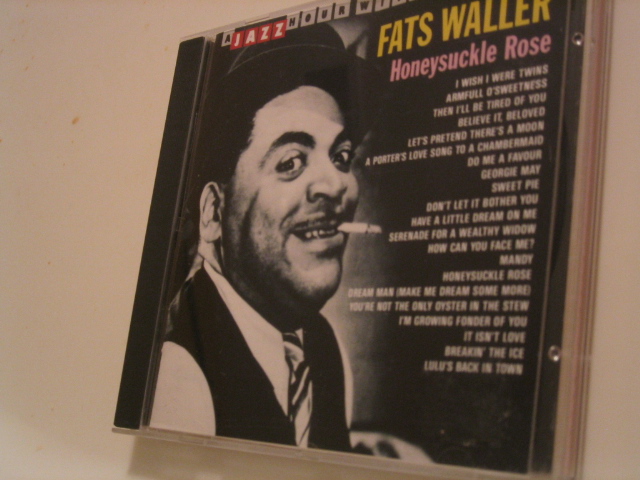 A JAZZ HOUR WITH
FATS WALLER
Honeysuckle Rose
I WISH I WERE TWINS
ARMFULL O'SWEETNESS
THEN I'LL BE TIRED OF YOU
BELIEVE IT, BELOVED
LET'S PRETEND THERE'S A MOON
A PORTER'S LOVE SONG TO A CHAMBERMAID
DO ME A FAVOUR
GEORGIE MAY
SWEET PIE
DON'T LET IT BOTHER YOU
HAVE A LITTLE DREAM ON ME
SERENADE FOR A WEALTHY WIDOW
HOW CAN YOU FACE ME?
MANDY
HONEYSUCKLE ROSE
DREAM MAN (MAKE ME DREAM SOME MORE)
YOU'RE NOT THE ONLY OYSTER IN THE STEW
I'M GROWING FONDER OF YOU
IT ISN'T LOVE
BREAKIN' THE ICE
LULU'S BACK IN TOWN